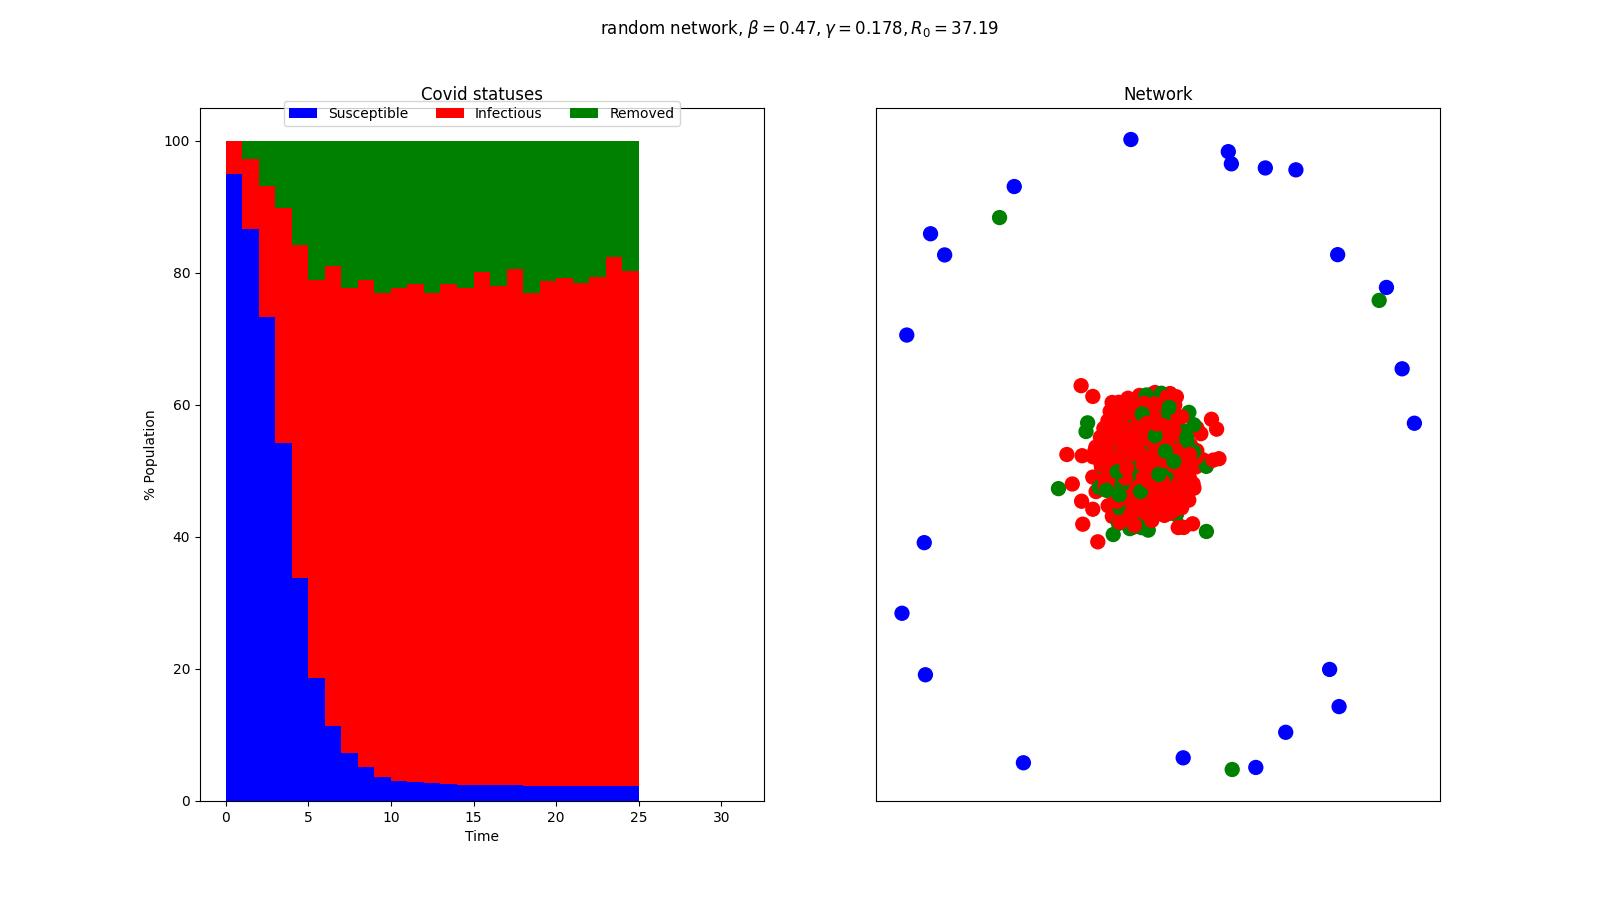 random network, β = 0.47, γ = 0.178, R₀ = 37.19
Covid statuses
Susceptible Infectious Removed
100
80
60
40
20
0
% Population
0 5 10 15 20 25 30
Time
Network